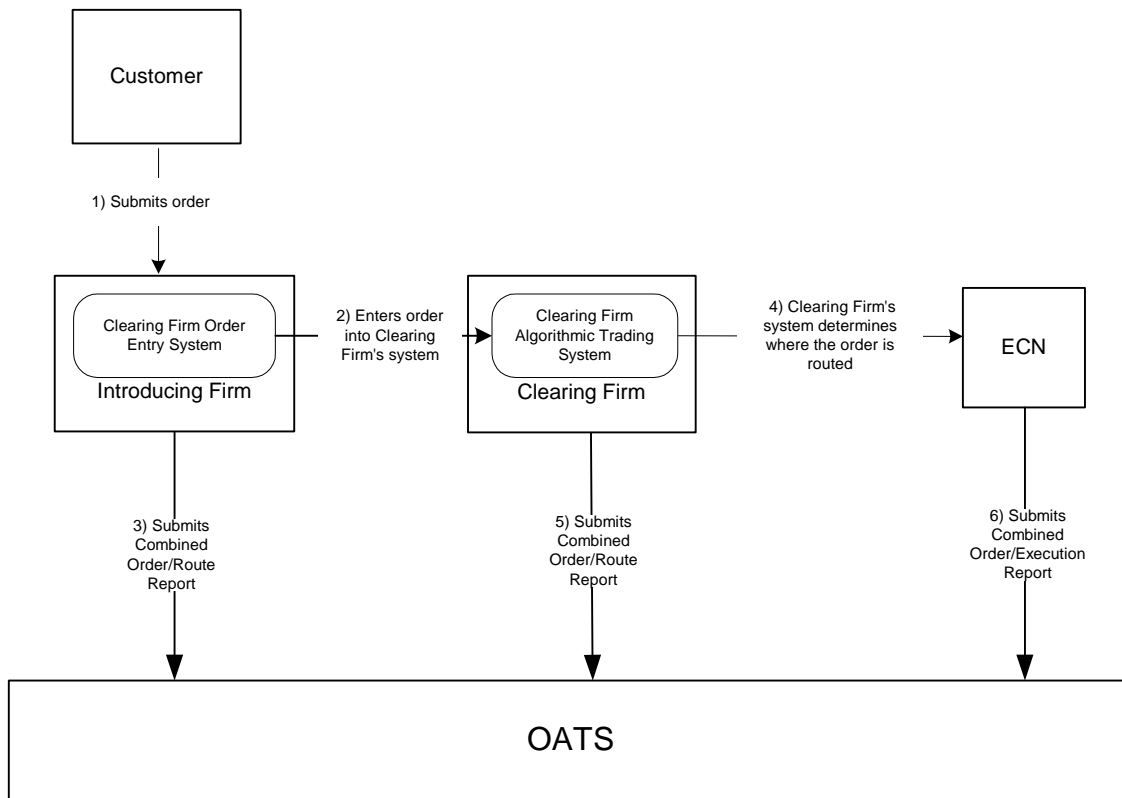 Customer
1) Submits order
Clearing Firm Order
Entry System
Introducing Firm
2) Enters order
into Clearing
Firm's system
Clearing Firm
Algorithmic Trading
System
Clearing Firm
4) Clearing Firm's
system determines
where the order is
routed
ECN
3) Submits
Combined
Order/Route
Report
5) Submits
Combined
Order/Route
Report
6) Submits
Combined
Order/Execution
Report
OATS